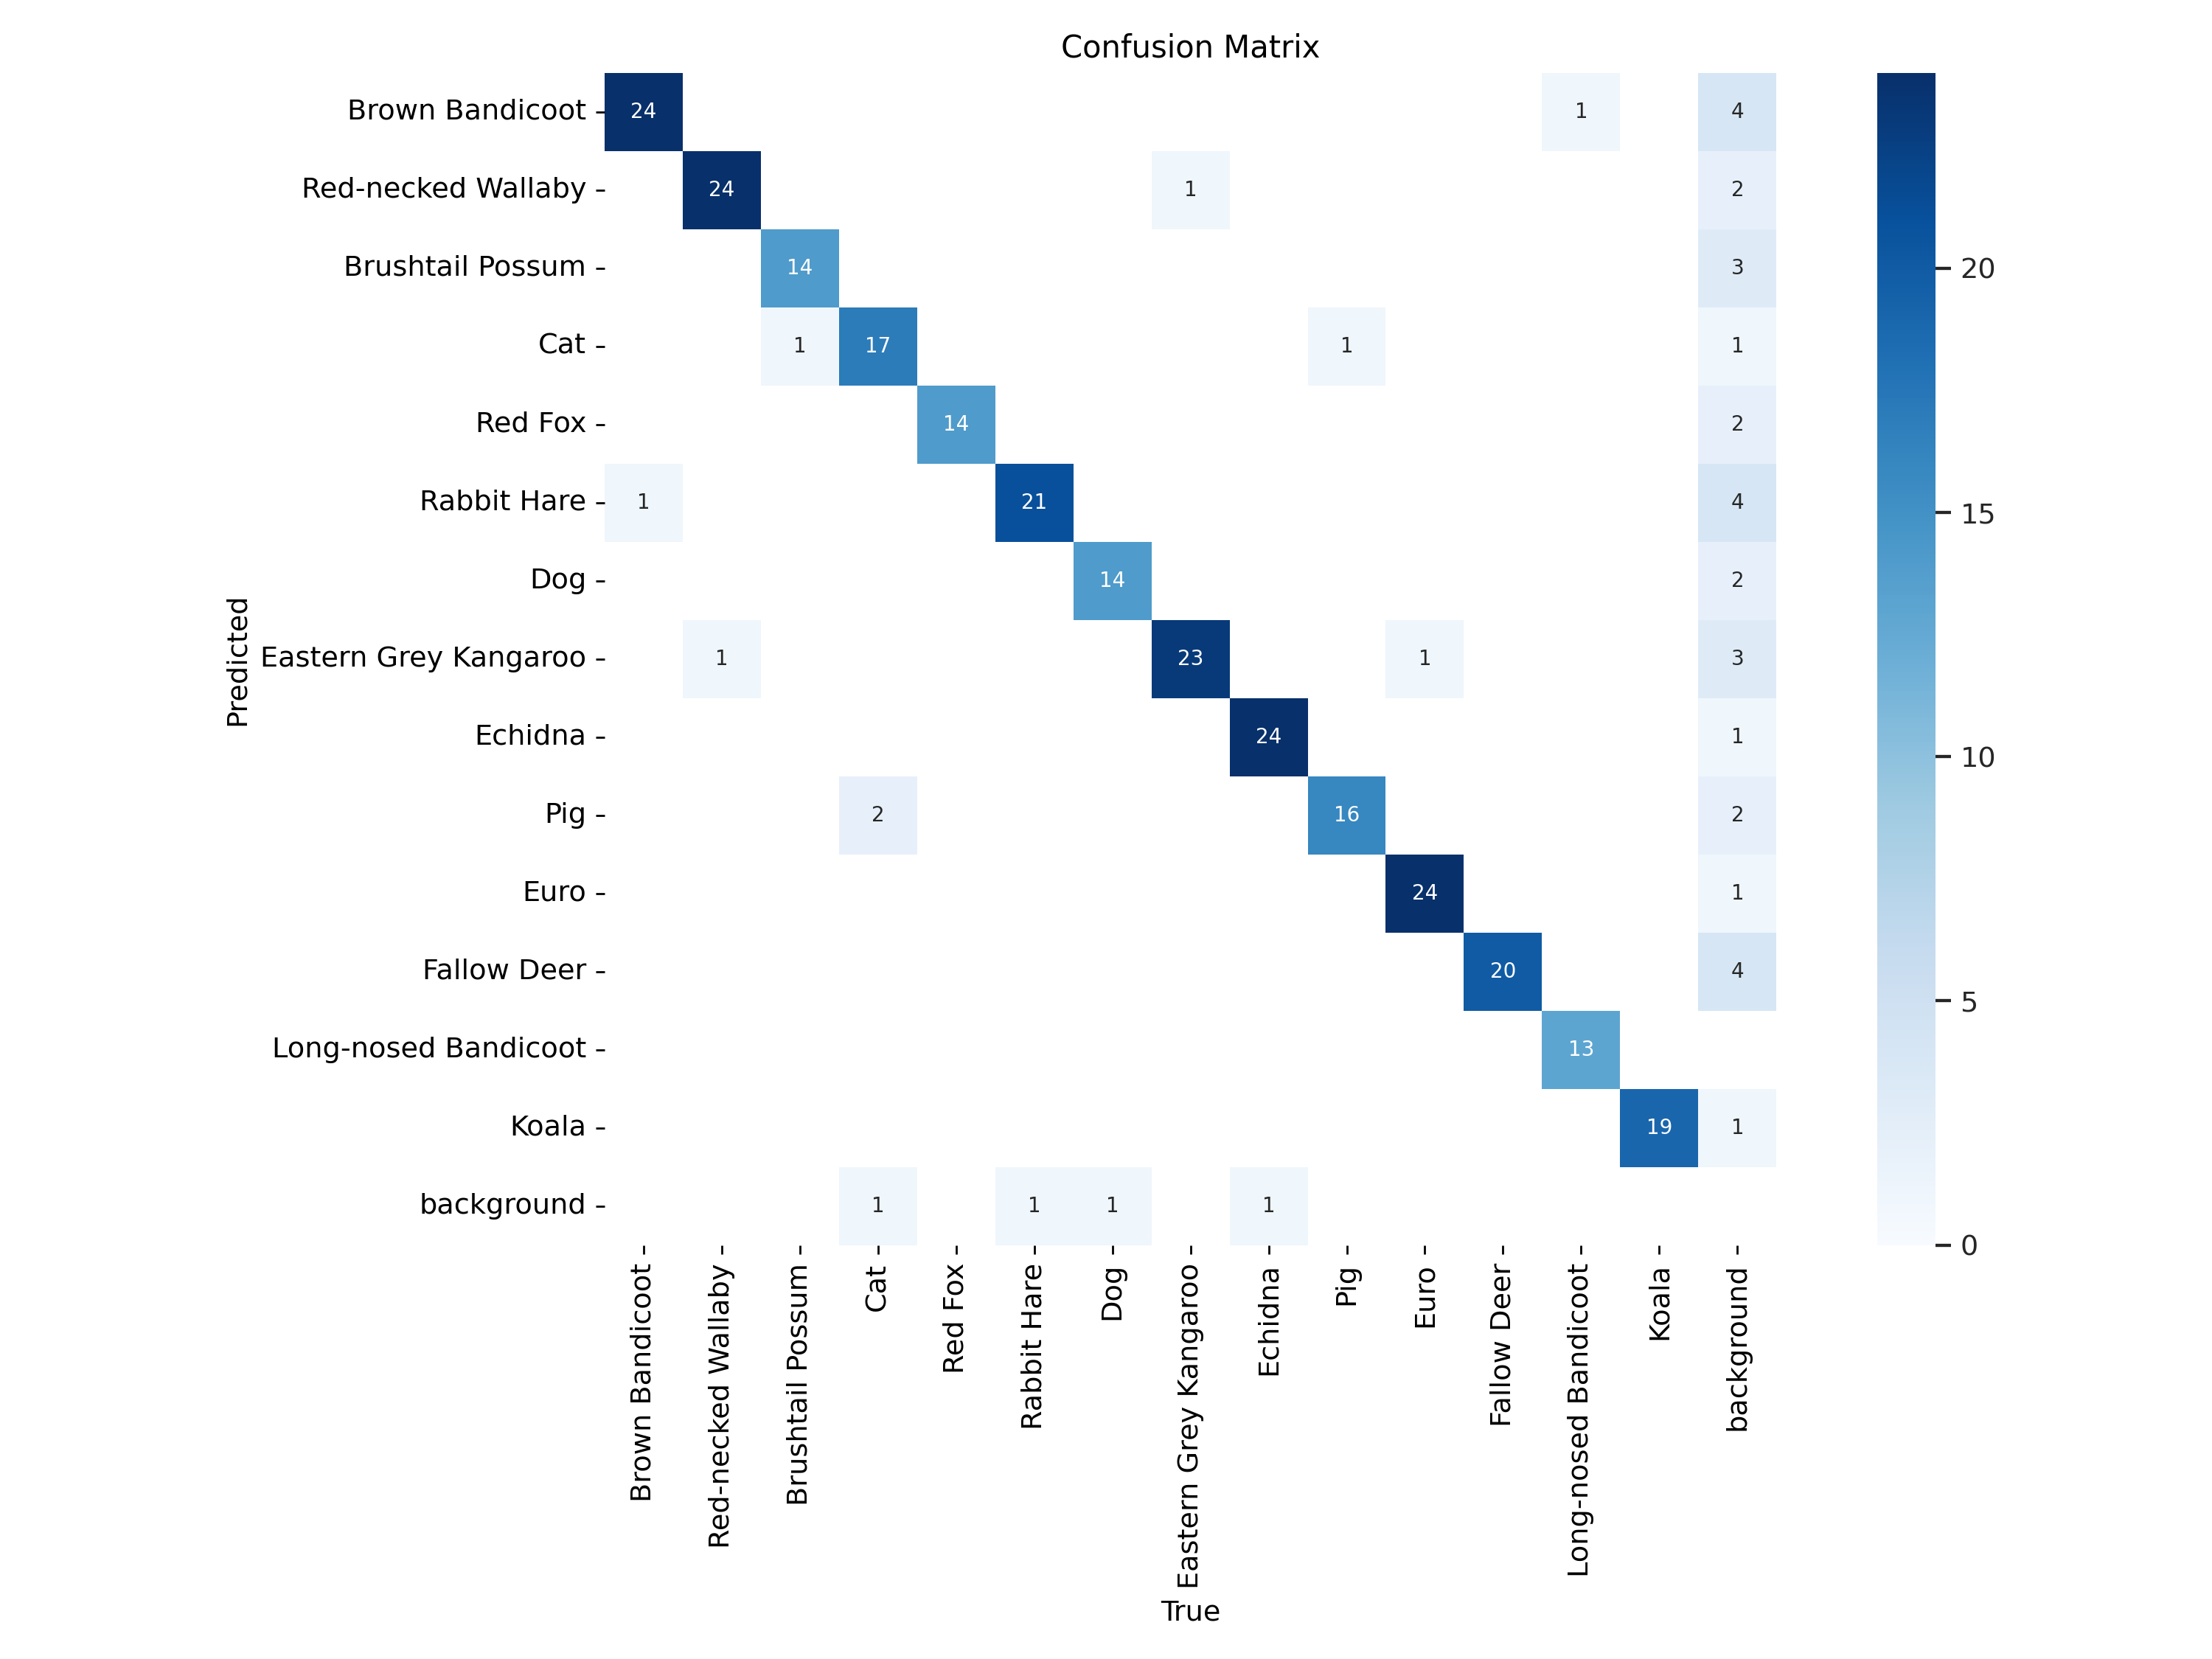 Confusion Matrix
Brown Bandicoot 24 1 4
Red-necked Wallaby 24 1 2
Brushtail Possum 14 3 20
Cat 1 17 1 1
Red Fox 14 2
Rabbit Hare 1 21 4 15
Dog 14 2
Eastern Grey Kangaroo 1 23 1 3
Echidna 24 1 10
Pig 2 16 2
Euro 24 1
Fallow Deer 20 4 5
Long-nosed Bandicoot 13
Koala 19 1
background 1 1 1 1 0
Predicted
Brown Bandicoot
Red-necked Wallaby
Brushtail Possum
Cat
Red Fox
Rabbit Hare
Dog
Eastern Grey Kangaroo
Echidna
Pig
Euro
Fallow Deer
Long-nosed Bandicoot
Koala
background
True